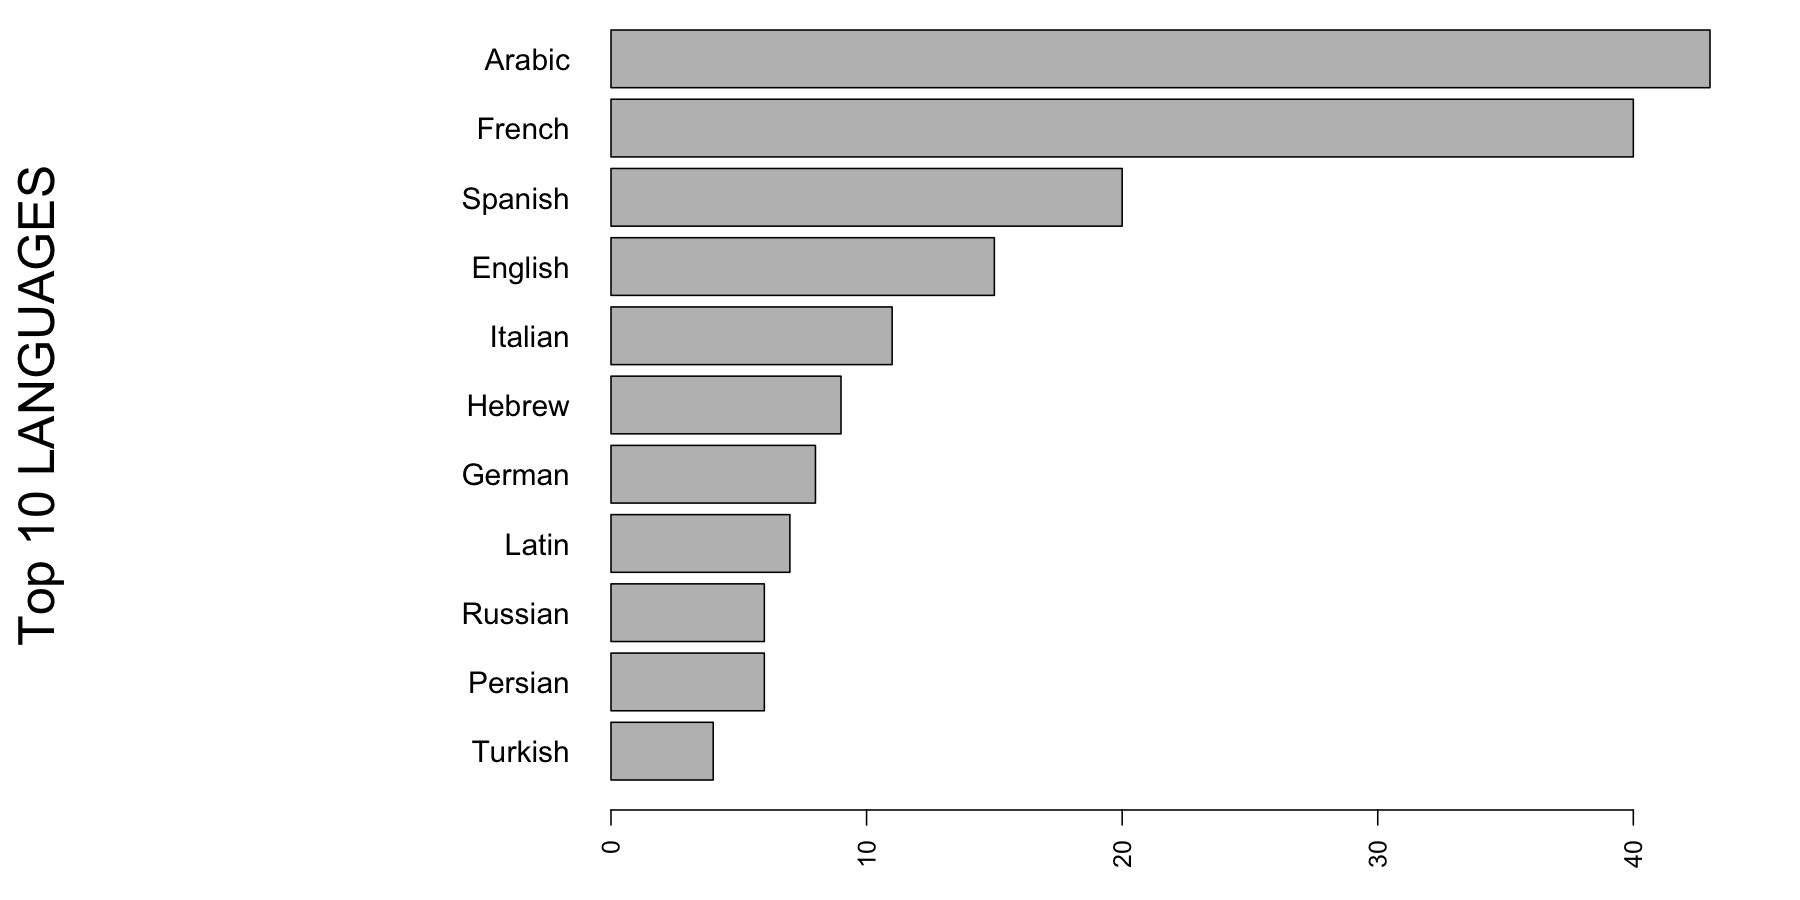 Top 10 LANGUAGES
Arabic
French
Spanish
English
Italian
Hebrew
German
Latin
Russian
Persian
Turkish
0 10 20 30 40